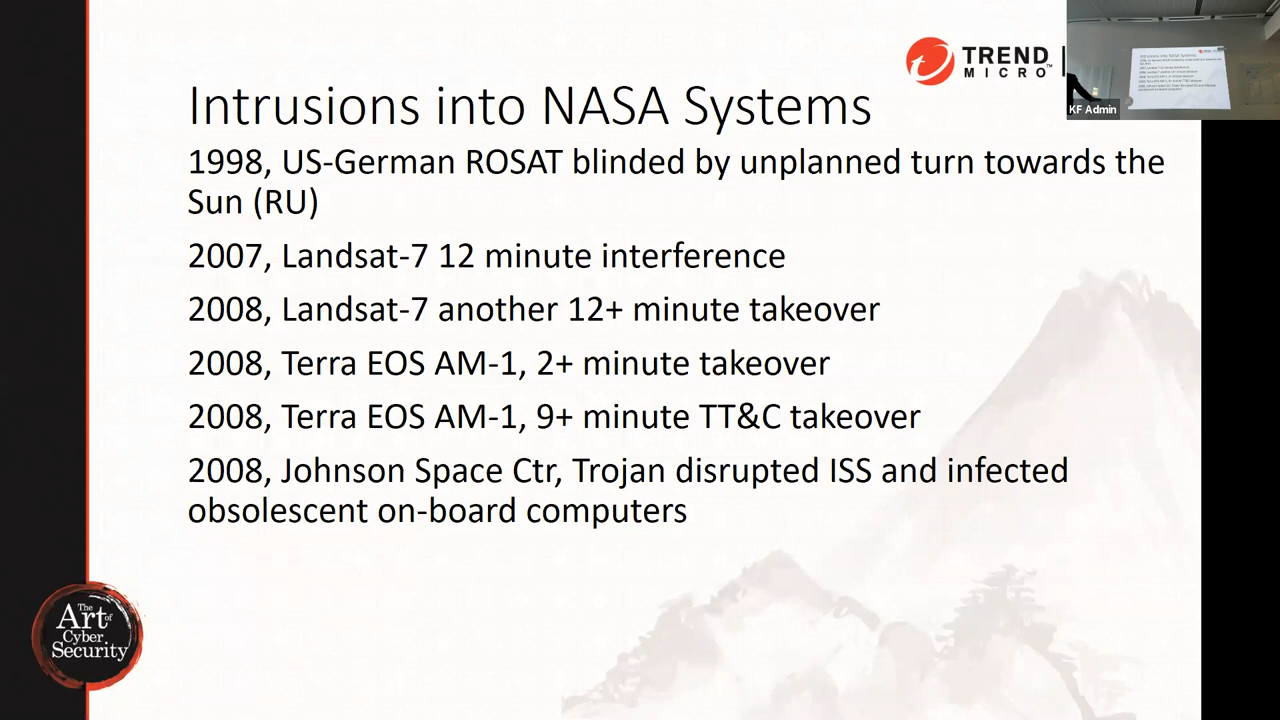 TREND
MICRO™
Intrusions into NASA Systems
1998, US-German ROSAT blinded by unplanned turn towards the
Sun (RU)
2007, Landsat-7 12 minute interference
2008, Landsat-7 another 12+ minute takeover
2008, Terra EOS AM-1, 2+ minute takeover
2008, Terra EOS AM-1, 9+ minute TT&C takeover
2008, Johnson Space Ctr, Trojan disrupted ISS and infected
obsolescent on-board computers
KF Admin
The
Art of
Cyber
Security